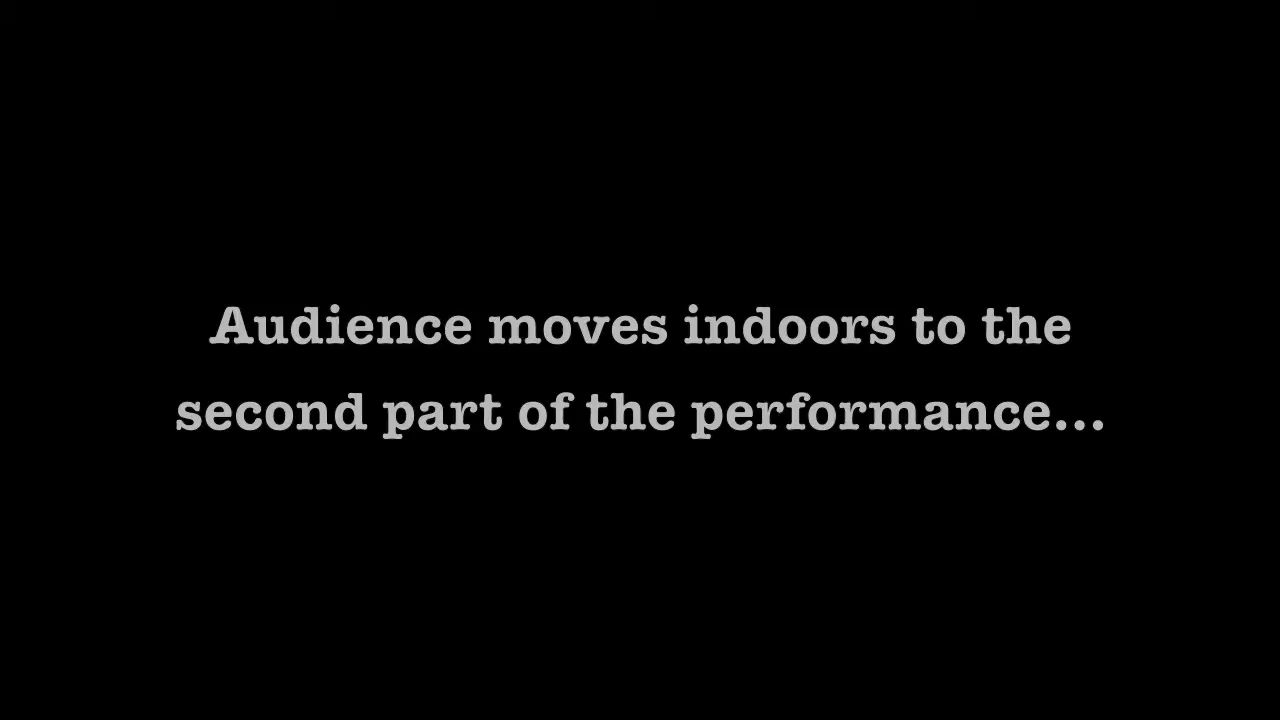 Audience moves indoors to the
second part of the performance...